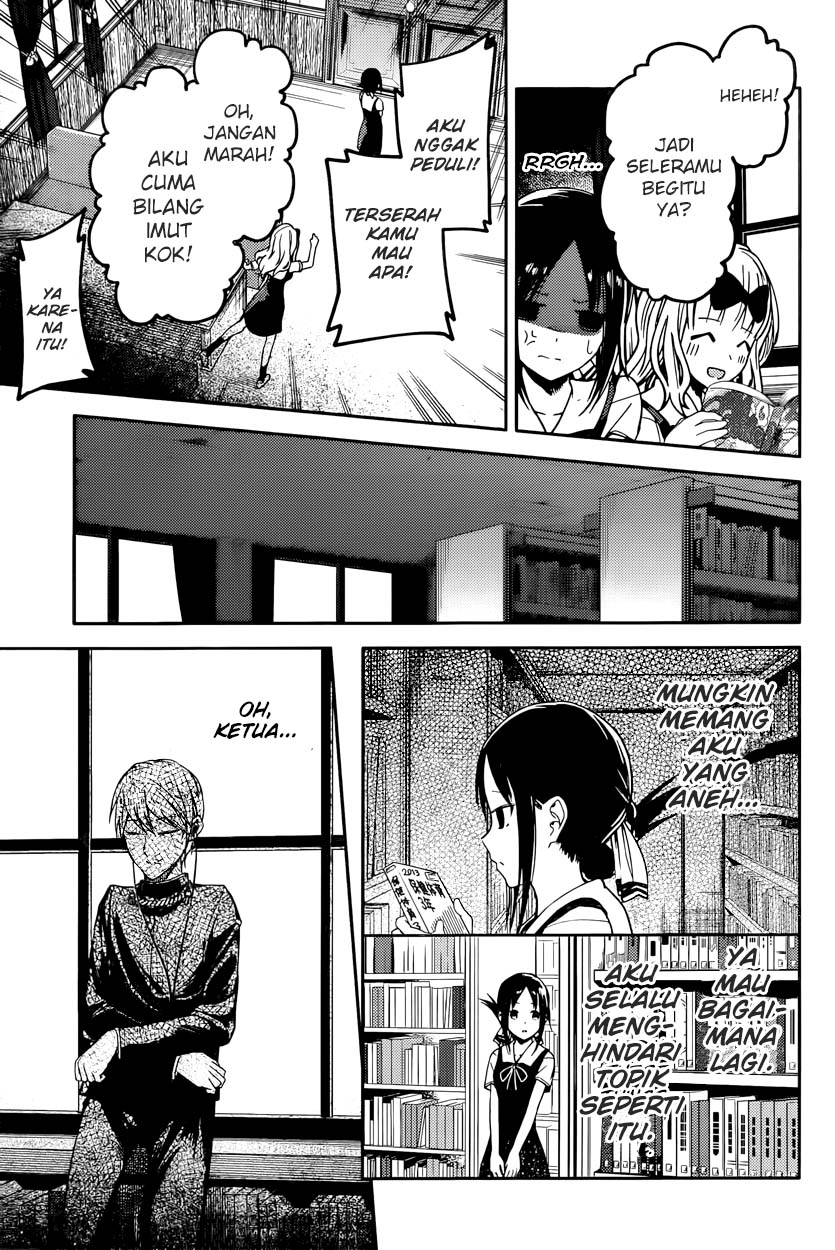 HEHEH!
JADI
SELERAMU
BEGITU
YA?
RRGH...
AKU
NGGAK
PEDULI!
TERSERAH
KAMU
MAU
APA!
OH,
JANGAN
MARAH!
AKU
CUMA
BILANG
IMUT
KOK!
YA
KARE-
NA
ITU!
MUNGKIN
MEMANG
AKU
YANG
ANEH...
2013
3年
YA
MAU
BAGAI-
MANA
LAGI.
AKU
SELALU
MENG-
HINDARI
TOPIK
SEPERTI
ITU.
OH,
KETUA...